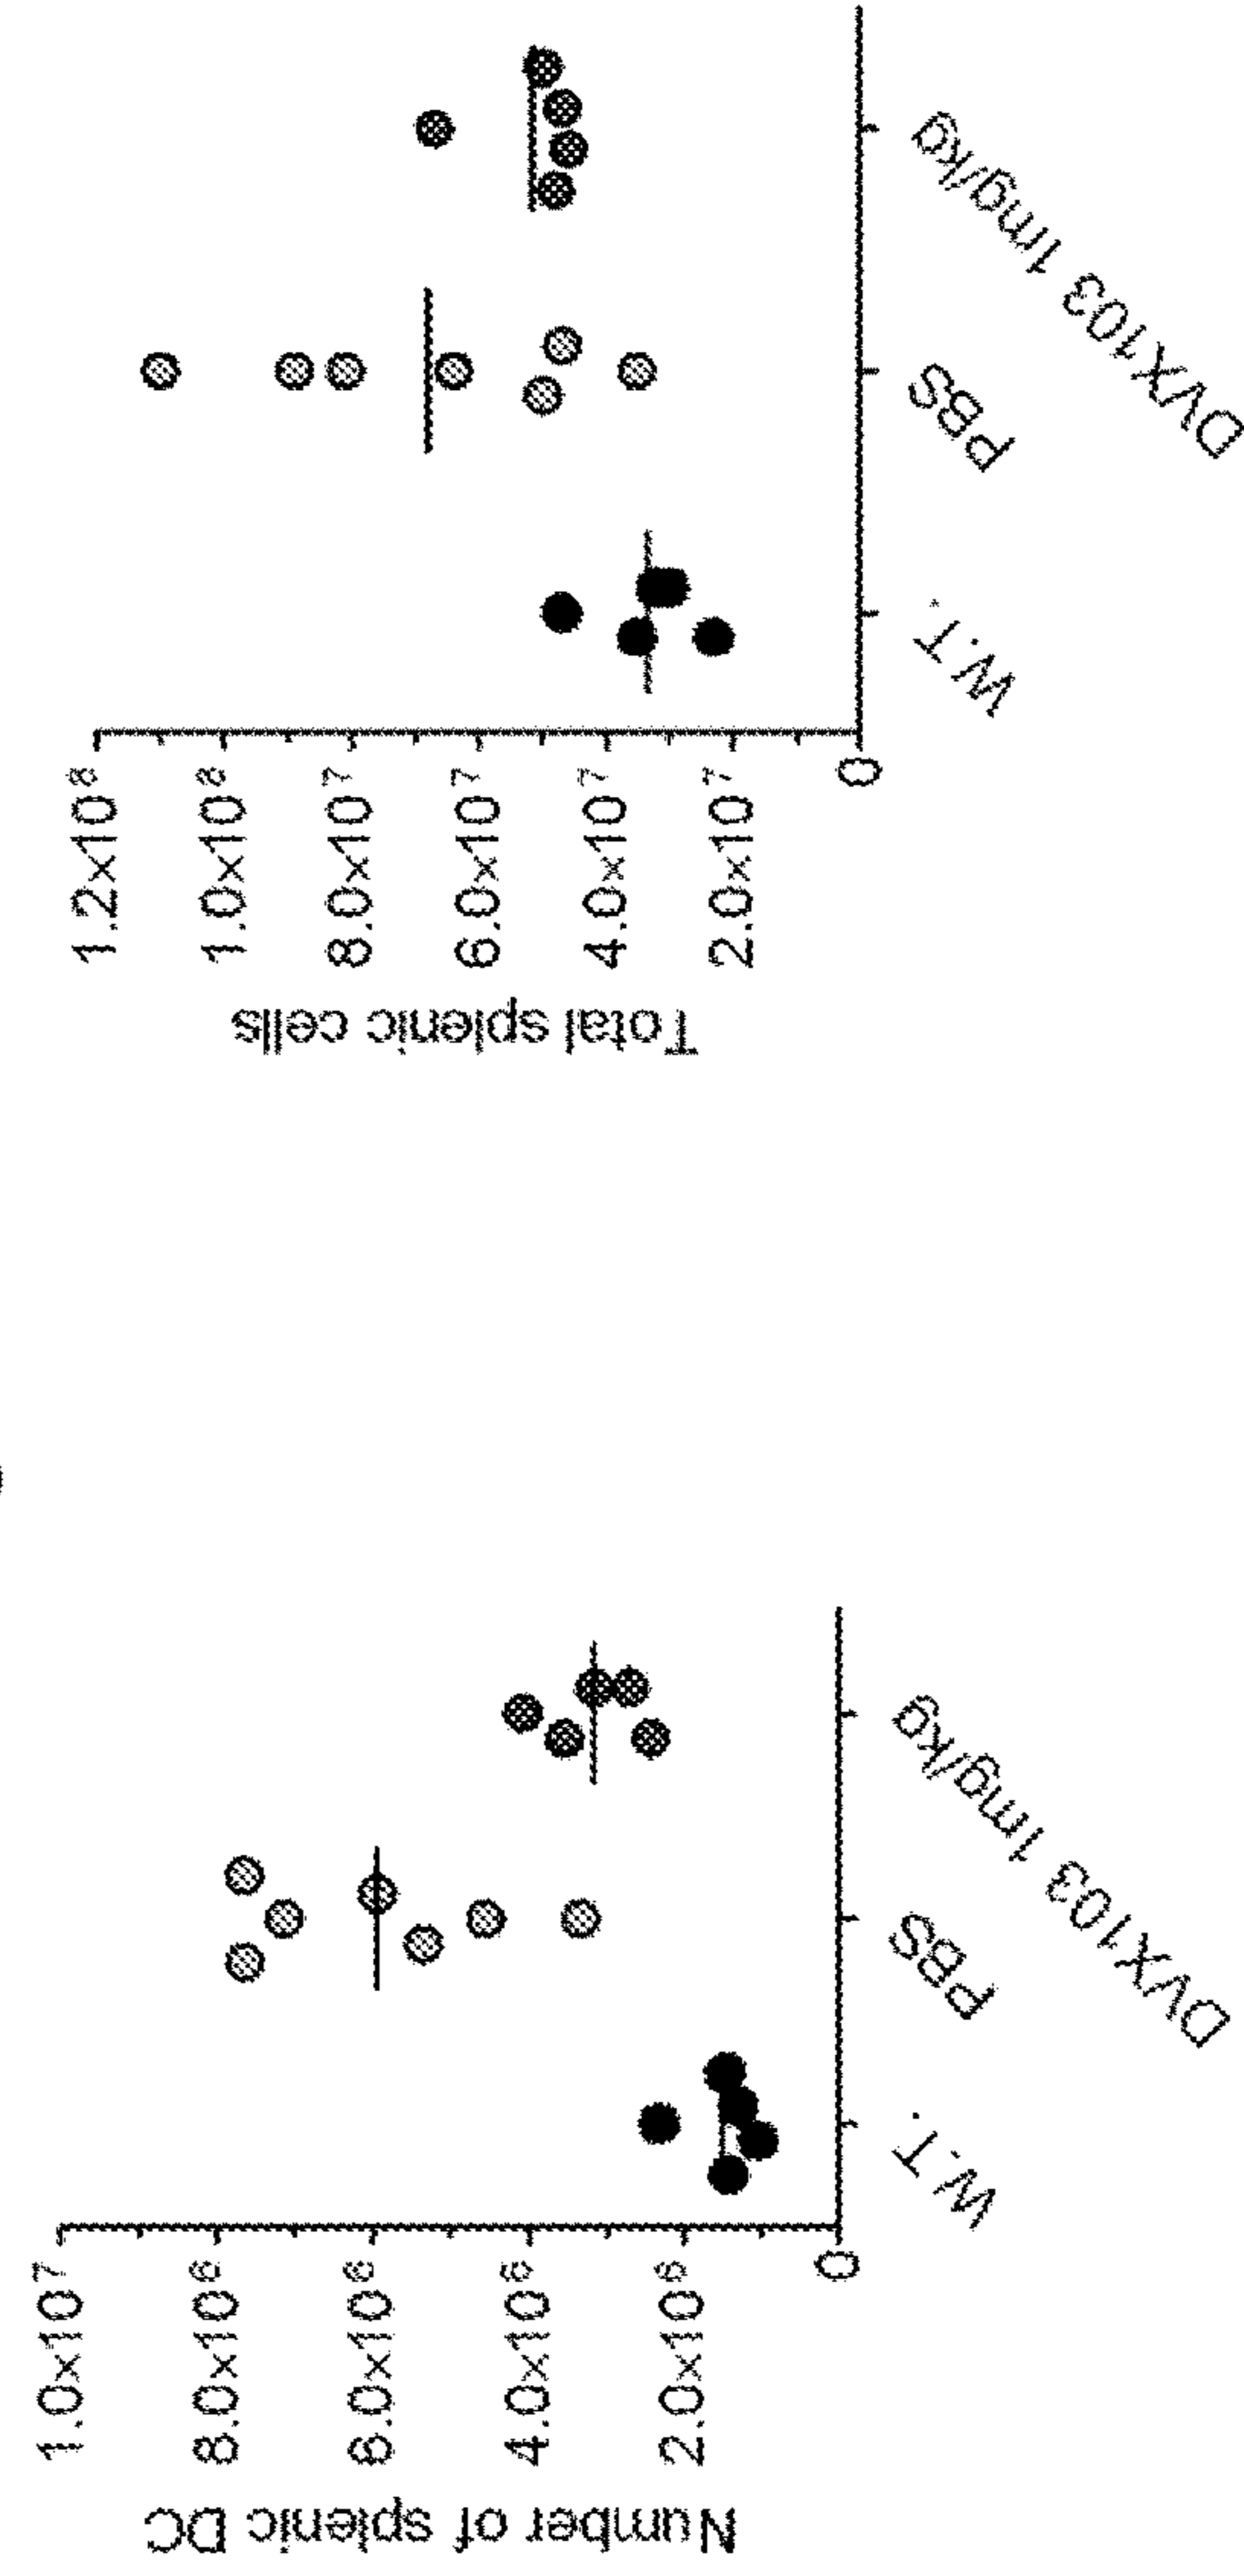 Number of splenic DC
1.0×10⁷
8.0×10⁶
6.0×10⁶
4.0×10⁶
2.0×10⁶
0
W.T.
PBS
DVX103 1mg/kg
Total splenic cells
1.2×10⁸
1.0×10⁸
8.0×10⁷
6.0×10⁷
4.0×10⁷
2.0×10⁷
0
W.T.
PBS
DVX103 1mg/kg